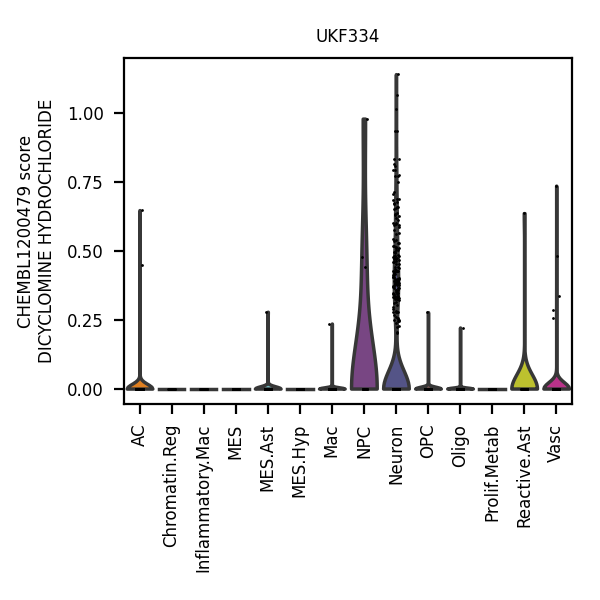 UKF334
CHEMBL1200479 score
DICYCLOMINE HYDROCHLORIDE
1.00
0.75
0.50
0.25
0.00
AC
Chromatin.Reg
Inflammatory.Mac
MES
MES.Ast
MES.Hyp
Mac
NPC
Neuron
OPC
Oligo
Prolif.Metab
Reactive.Ast
Vasc